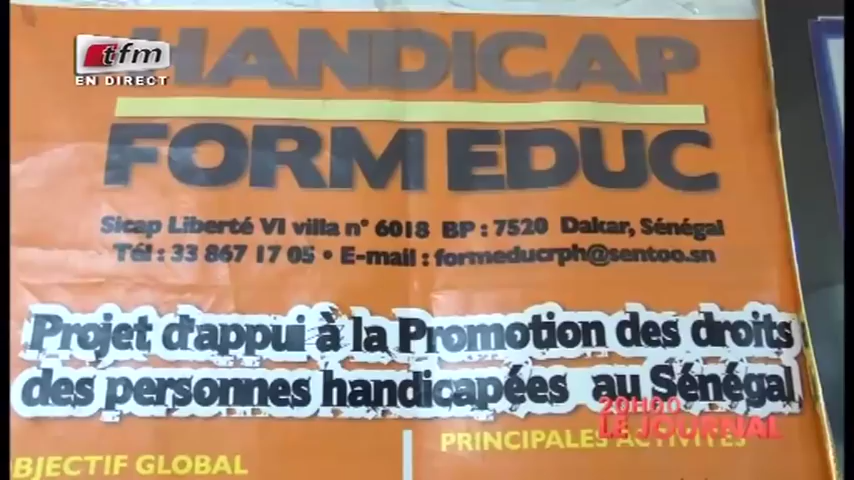 tfm
EN DIRECT
HANDICAP
FORM EDUC
Sicap Liberté VI villa n° 6018 BP : 7520 Dakar, Sénégal
Tél : 33 867 17 05 • E-mail : formeducrph@sentoo.sn
Projet d'appui à la Promotion des droits
des personnes handicapées au Sénégal
20H00
LE JOURNAL
PRINCIPALES ACTIVITES
BJECTIF GLOBAL